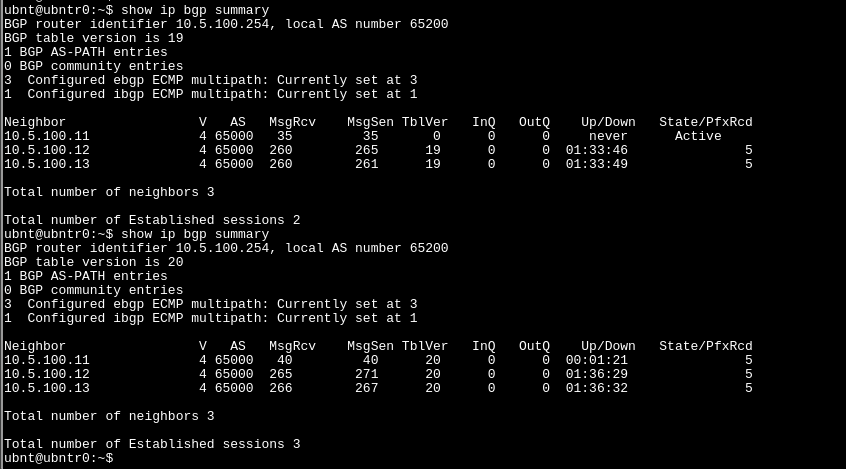 ubnt@ubntr0:~$ show ip bgp summary
BGP router identifier 10.5.100.254, local AS number 65200
BGP table version is 19
1 BGP AS-PATH entries
0 BGP community entries
3  Configured ebgp ECMP multipath: Currently set at 3
1  Configured ibgp ECMP multipath: Currently set at 1
Neighbor                 V   AS   MsgRcv    MsgSen TblVer   InQ   OutQ    Up/Down   State/PfxRcd
10.5.100.11              4 65000   35         35       0      0      0     never      Active
10.5.100.12              4 65000  260        265      19      0      0  01:33:46               5
10.5.100.13              4 65000  260        261      19      0      0  01:33:49               5
Total number of neighbors 3
Total number of Established sessions 2
ubnt@ubntr0:~$ show ip bgp summary
BGP router identifier 10.5.100.254, local AS number 65200
BGP table version is 20
1 BGP AS-PATH entries
0 BGP community entries
3  Configured ebgp ECMP multipath: Currently set at 3
1  Configured ibgp ECMP multipath: Currently set at 1
Neighbor                 V   AS   MsgRcv    MsgSen TblVer   InQ   OutQ    Up/Down   State/PfxRcd
10.5.100.11              4 65000   40         40      20      0      0  00:01:21               5
10.5.100.12              4 65000  265        271      20      0      0  01:36:29               5
10.5.100.13              4 65000  266        267      20      0      0  01:36:32               5
Total number of neighbors 3
Total number of Established sessions 3
ubnt@ubntr0:~$